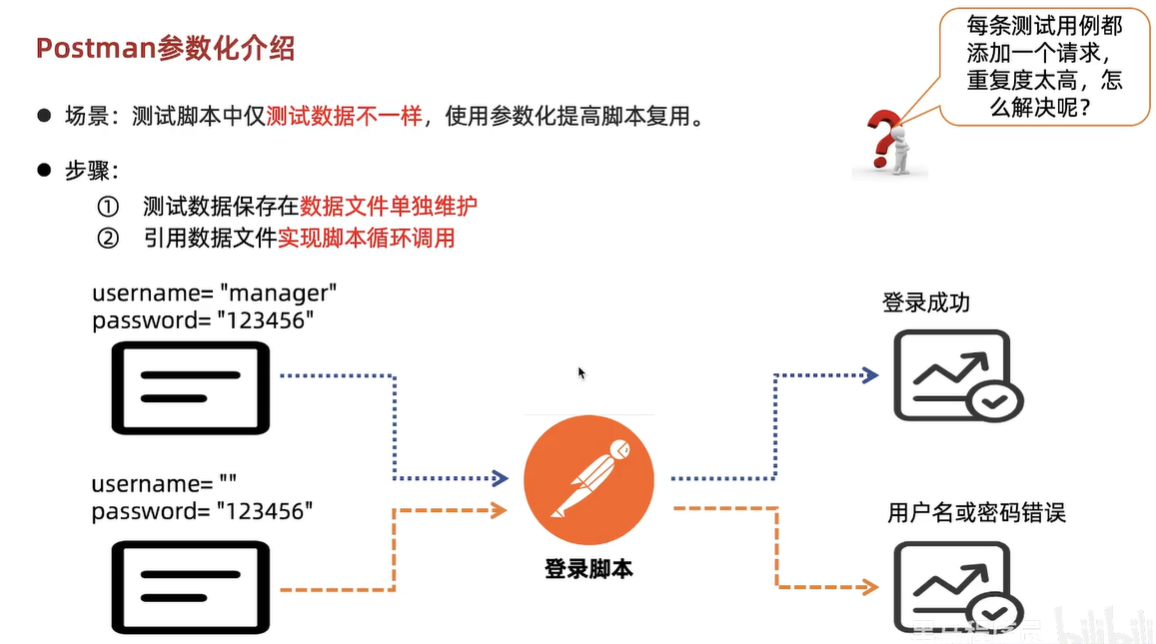 每条测试用例都
添加一个请求，
重复度太高，怎
么解决呢？
Postman参数化介绍
● 场景：测试脚本中仅测试数据不一样，使用参数化提高脚本复用。
● 步骤：
① 测试数据保存在数据文件单独维护
② 引用数据文件实现脚本循环调用
username= "manager"
password= "123456"
登录成功
username= ""
password= "123456"
用户名或密码错误
登录脚本
bilibili